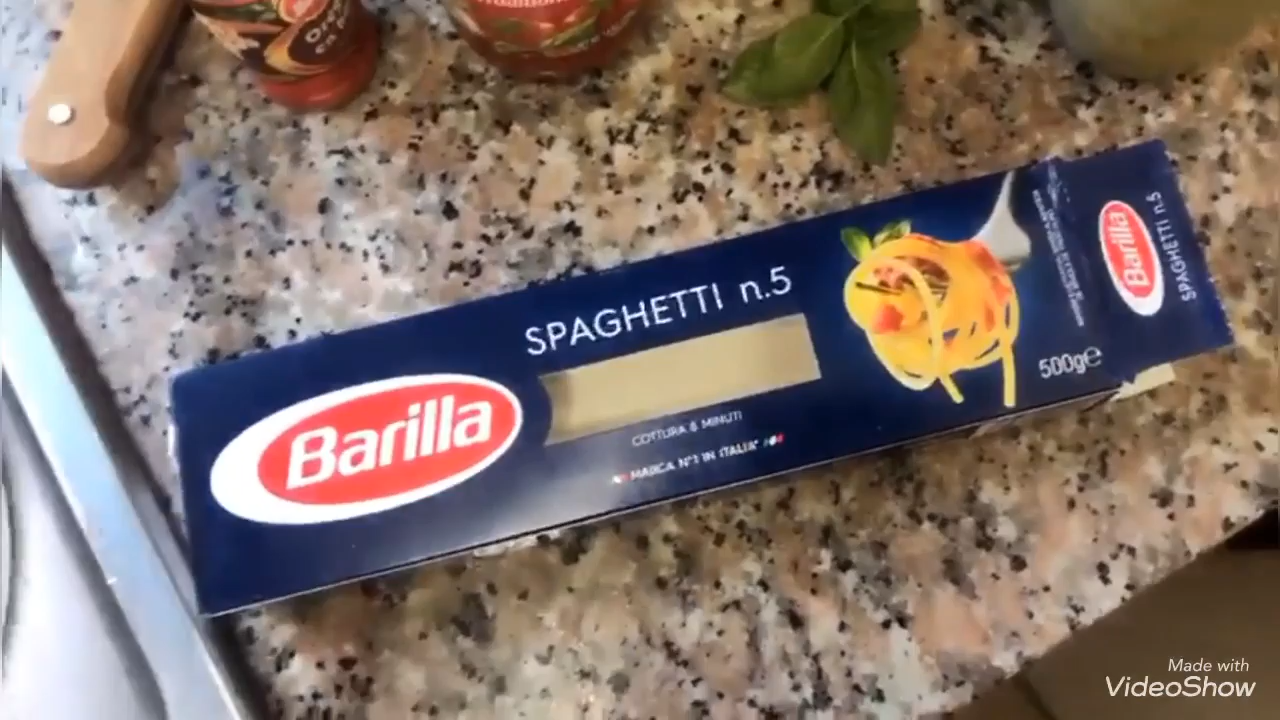 Barilla
SPAGHETTI n.5
COTTURA 8 MINUTI
MARCA N°1 IN ITALIA*
500g℮
Barilla
SPAGHETTI n.5
Made with
VideoShow